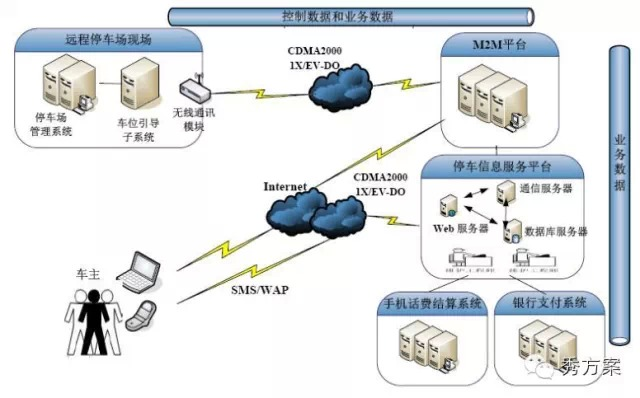 控制数据和业务数据
远程停车场现场
停车场
管理系统
车位引导
子系统
无线通讯
模块
CDMA2000
1X/EV-DO
M2M平台
业务数据
停车信息服务平台
通信服务器
Web 服务器
数据库服务器
Internet
CDMA2000
1X/EV-DO
车主
SMS/WAP
手机话费结算系统
银行支付系统
秀方案